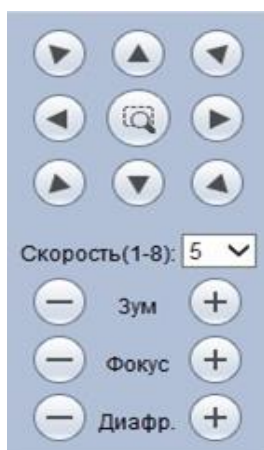 Скорость(1-8): 5
— Зум +
— Фокус +
— Диафр. +